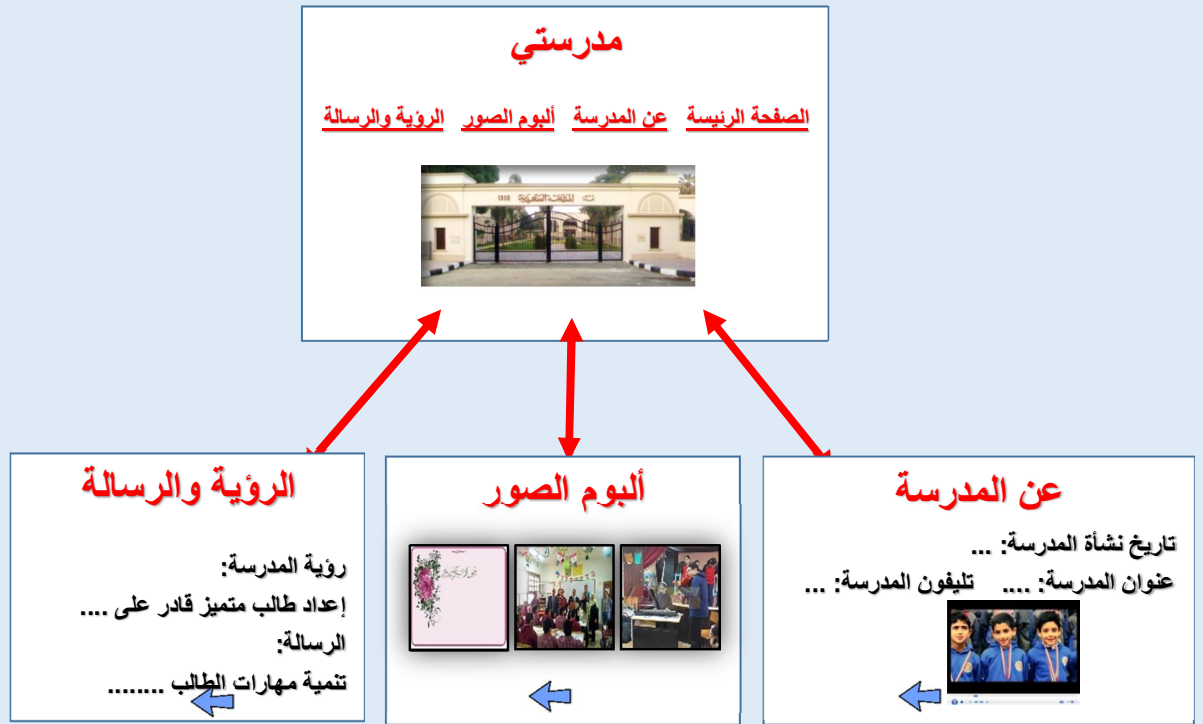 مدرستي
الصفحة الرئيسة عن المدرسة ألبوم الصور الرؤية والرسالة
1919
عن المدرسة
تاريخ نشأة المدرسة: ...
عنوان المدرسة: .... تليفون المدرسة: ...
ألبوم الصور
الرؤية والرسالة
رؤية المدرسة:
إعداد طالب متميز قادر على ....
الرسالة:
تنمية مهارات الطالب ........